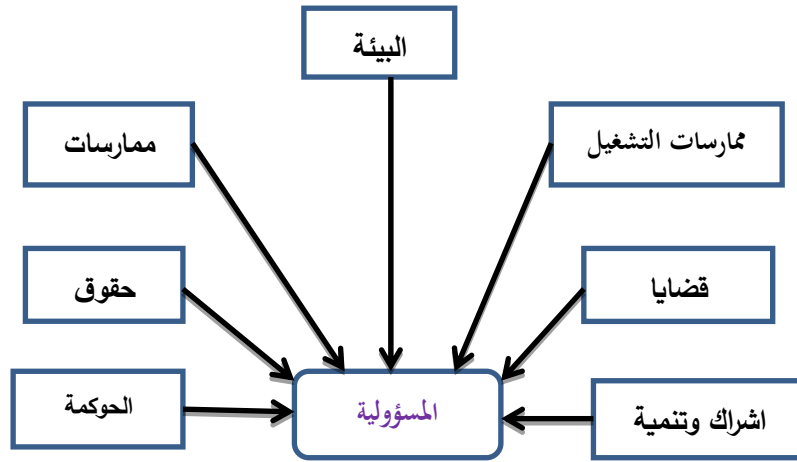 البيئة
ممارسات التشغيل
ممارسات
قضايا
حقوق
المسؤولية
الحوكمة
اشراك وتنمية